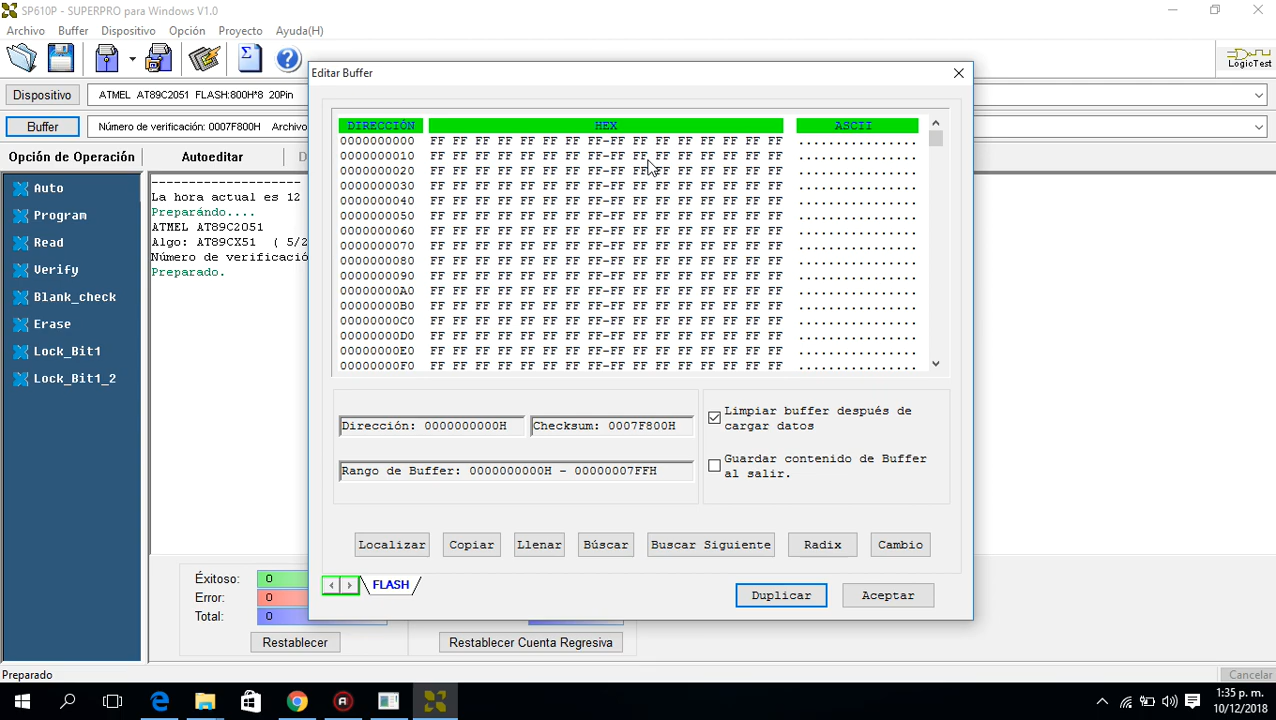 SP610P - SUPERPRO para Windows V1.0
Archivo Buffer Dispositivo Opción Proyecto Ayuda(H)
LogicTest
Dispositivo ATMEL AT89C2051 FLASH:800H*8 20Pin
Buffer Número de verificación: 0007F800H Archivo
Opción de Operación Autoeditar D
Auto
Program
Read
Verify
Blank_check
Erase
Lock_Bit1
Lock_Bit1_2
--------------------
La hora actual es 12
Preparándo....
ATMEL AT89C2051
Algo: AT89CX51 ( 5/2
Número de verificació
Preparado.
Editar Buffer
DIRECCIÓN HEX ASCII
0000000000 FF FF FF FF FF FF FF FF-FF FF FF FF FF FF FF FF ................
0000000010 FF FF FF FF FF FF FF FF-FF FF FF FF FF FF FF FF ................
0000000020 FF FF FF FF FF FF FF FF-FF FF FF FF FF FF FF FF ................
0000000030 FF FF FF FF FF FF FF FF-FF FF FF FF FF FF FF FF ................
0000000040 FF FF FF FF FF FF FF FF-FF FF FF FF FF FF FF FF ................
0000000050 FF FF FF FF FF FF FF FF-FF FF FF FF FF FF FF FF ................
0000000060 FF FF FF FF FF FF FF FF-FF FF FF FF FF FF FF FF ................
0000000070 FF FF FF FF FF FF FF FF-FF FF FF FF FF FF FF FF ................
0000000080 FF FF FF FF FF FF FF FF-FF FF FF FF FF FF FF FF ................
0000000090 FF FF FF FF FF FF FF FF-FF FF FF FF FF FF FF FF ................
00000000A0 FF FF FF FF FF FF FF FF-FF FF FF FF FF FF FF FF ................
00000000B0 FF FF FF FF FF FF FF FF-FF FF FF FF FF FF FF FF ................
00000000C0 FF FF FF FF FF FF FF FF-FF FF FF FF FF FF FF FF ................
00000000D0 FF FF FF FF FF FF FF FF-FF FF FF FF FF FF FF FF ................
00000000E0 FF FF FF FF FF FF FF FF-FF FF FF FF FF FF FF FF ................
00000000F0 FF FF FF FF FF FF FF FF-FF FF FF FF FF FF FF FF ................
Dirección: 0000000000H Checksum: 0007F800H
Rango de Buffer: 0000000000H - 00000007FFH
Limpiar buffer después de
cargar datos
Guardar contenido de Buffer
al salir.
Localizar Copiar Llenar Búscar Buscar Siguiente Radix Cambio
FLASH
Duplicar Aceptar
Éxitoso: 0
Error: 0
Total: 0
Restablecer Restablecer Cuenta Regresiva
Preparado Cancelar
1:35 p. m.
10/12/2018